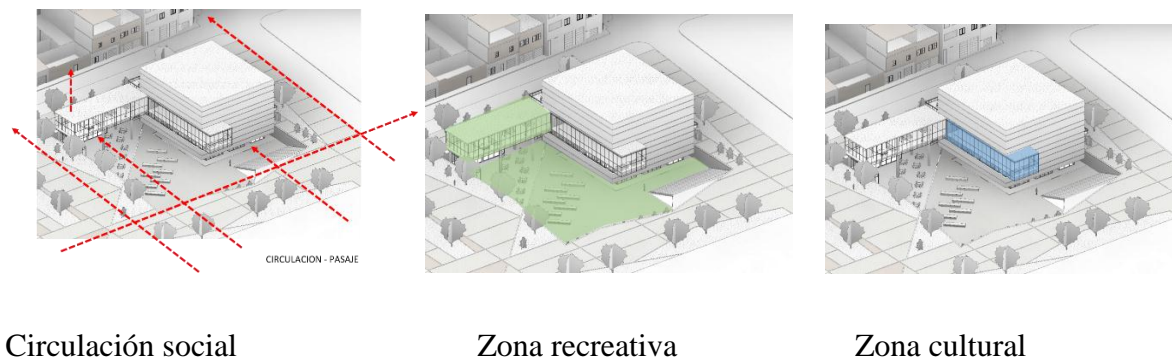 CIRCULACION - PASAJE
Circulación social
Zona recreativa
Zona cultural